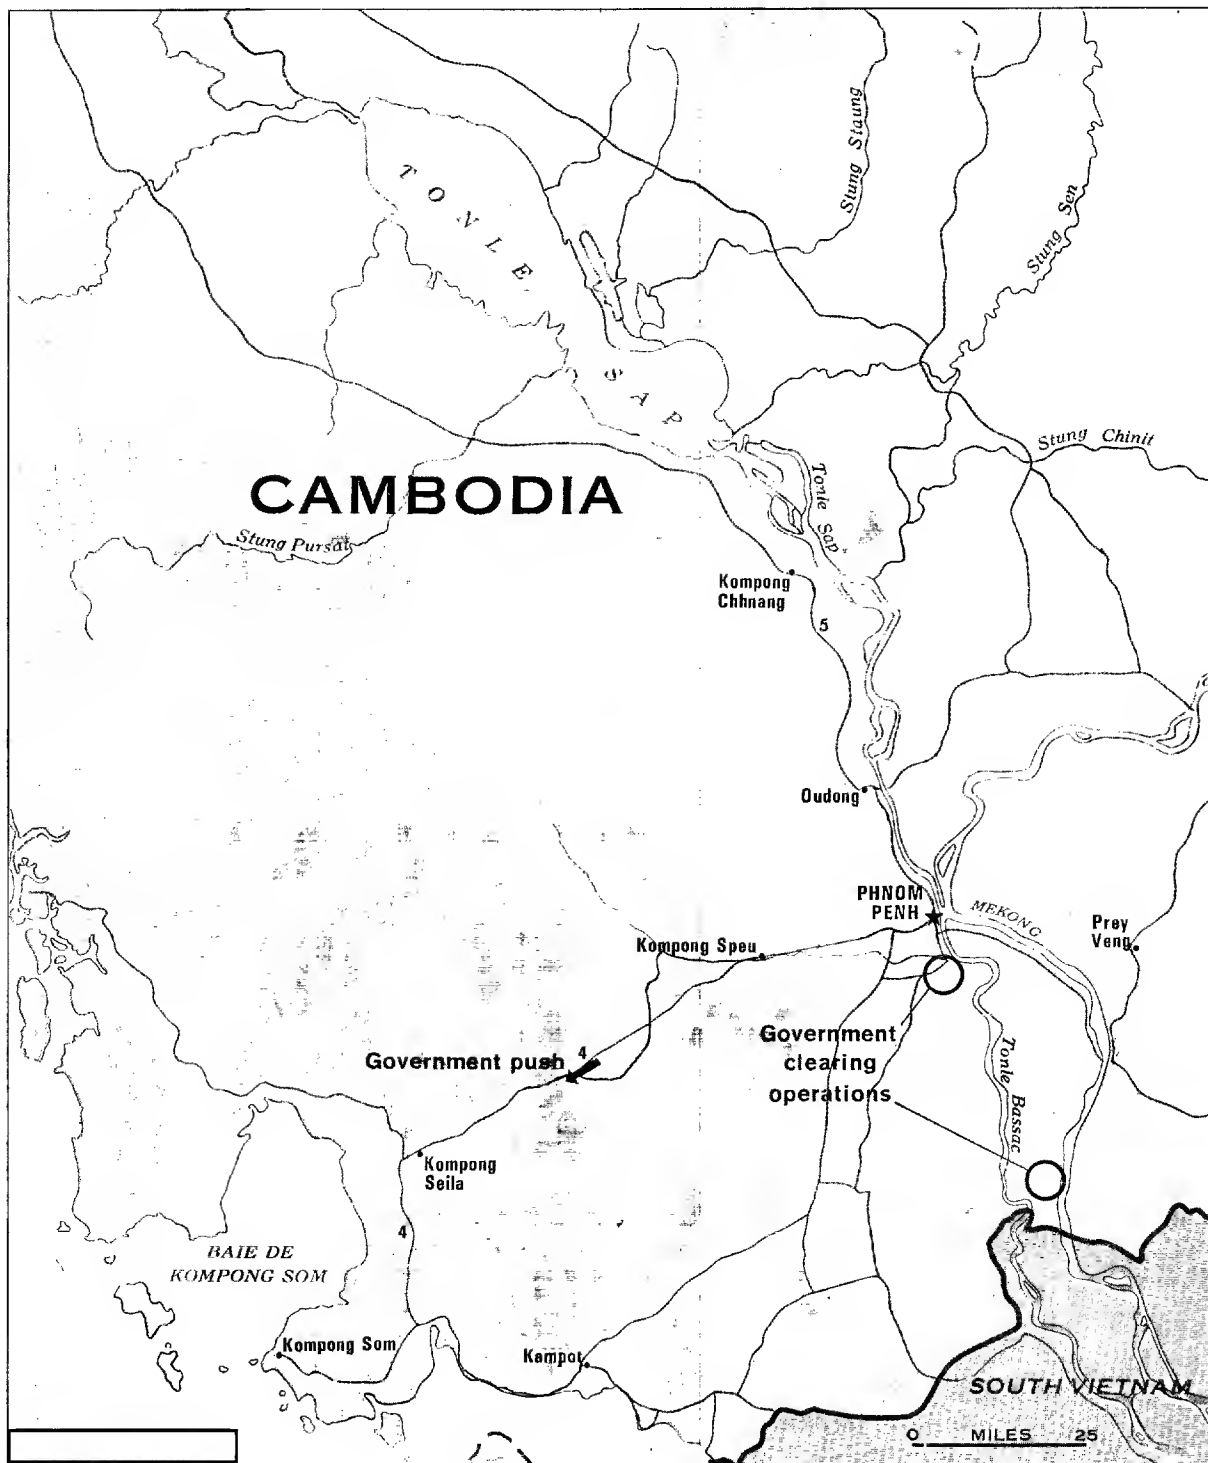 Stung Staung
Stung Sen
TONLE SAP
Stung Chinit
CAMBODIA
Tonle Sap
Stung Pursat
Kompong
Chhnang
5
Oudong
PHNOM
PENH
MEKONG
Prey
Veng
Kompong Speu
Government
clearing
operations
Government push
4
Tonle Bassac
Kompong
Seila
4
BAIE DE
KOMPONG SOM
Kompong Som
Kampot
SOUTH VIETNAM
0 MILES 25